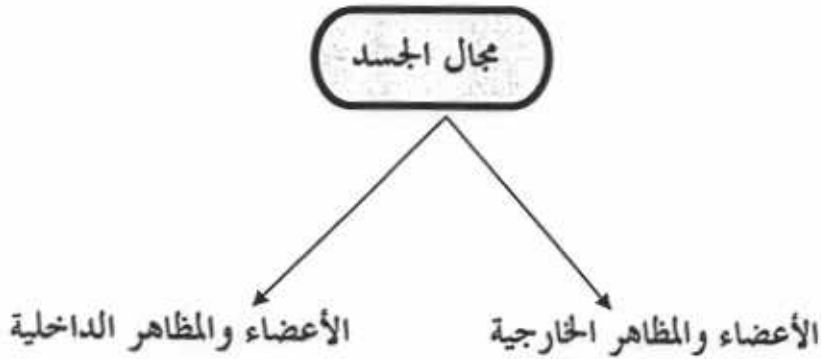 مجال الجسد
الأعضاء والمظاهر الخارجية
الأعضاء والمظاهر الداخلية